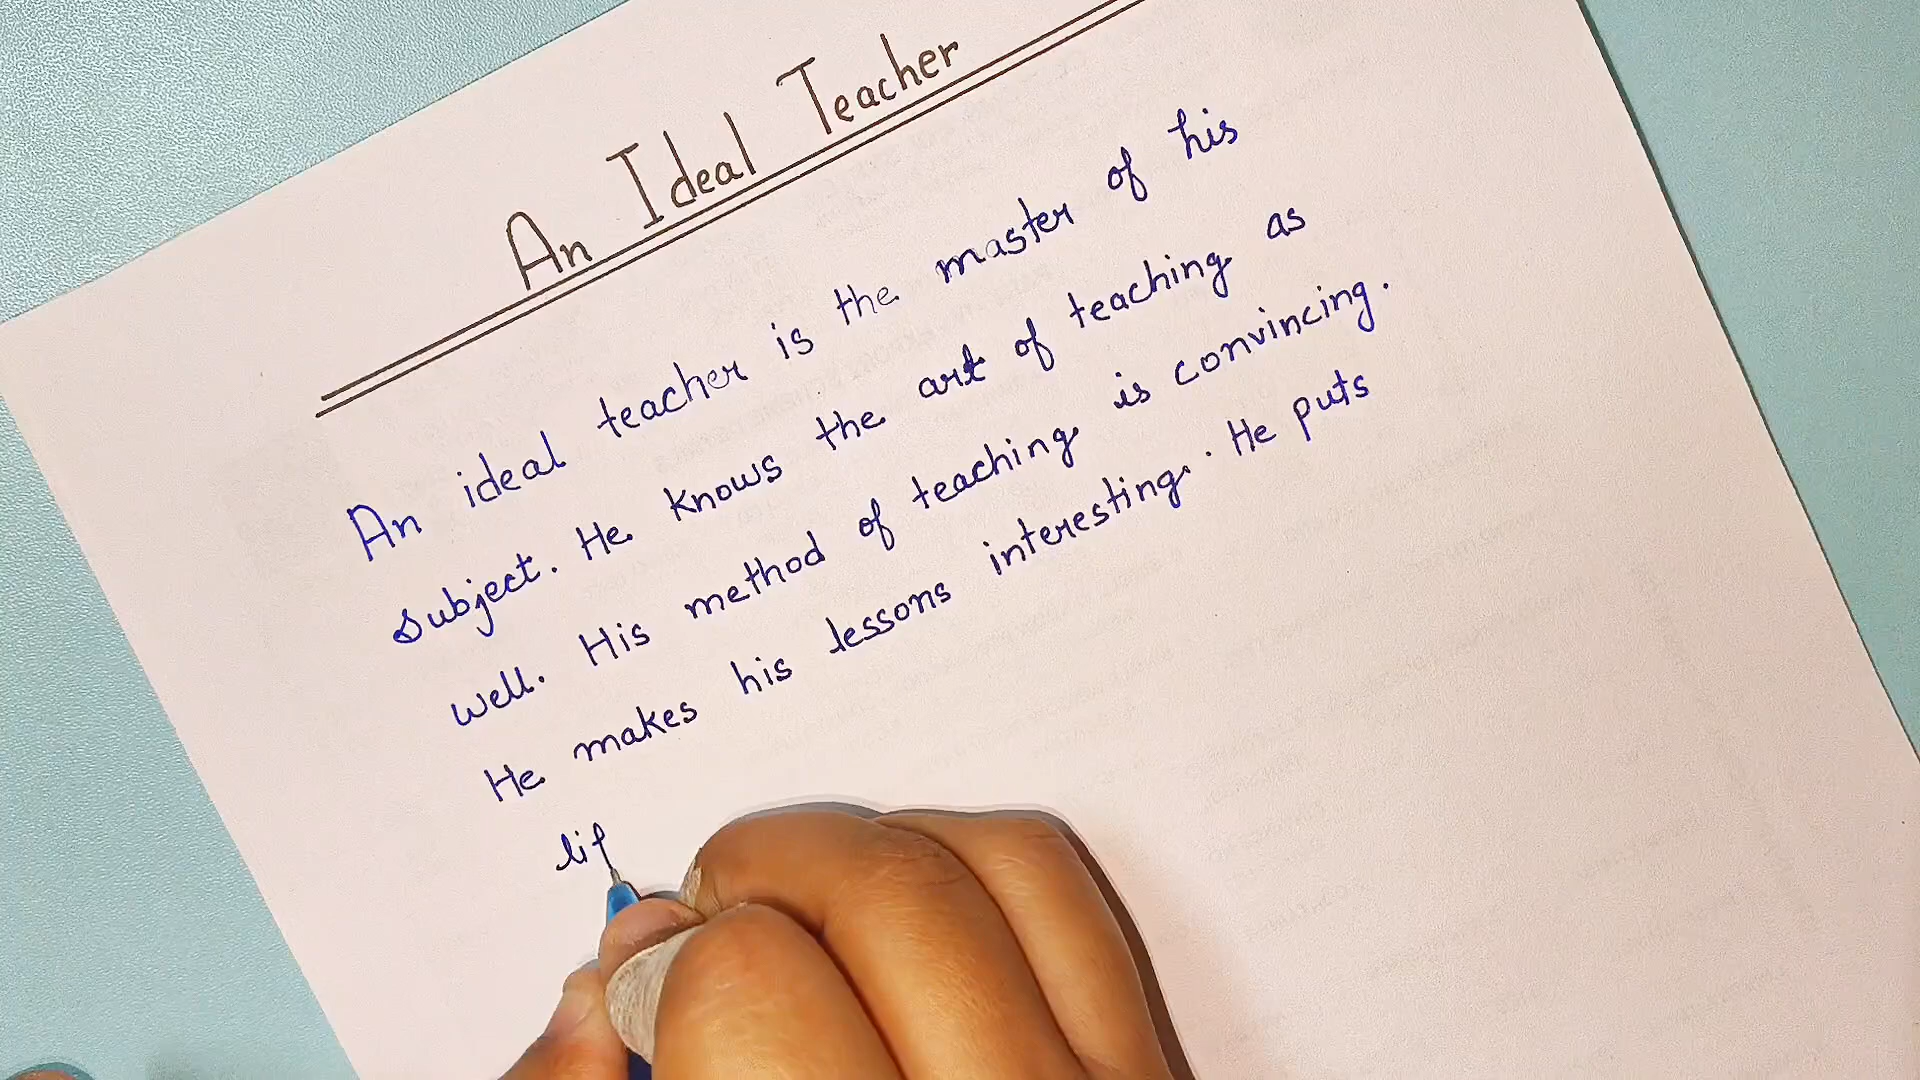 An Ideal Teacher
An ideal teacher is the master of his
subject. He knows the art of teaching as
well. His method of teaching is convincing.
He makes his lessons interesting. He puts
lif